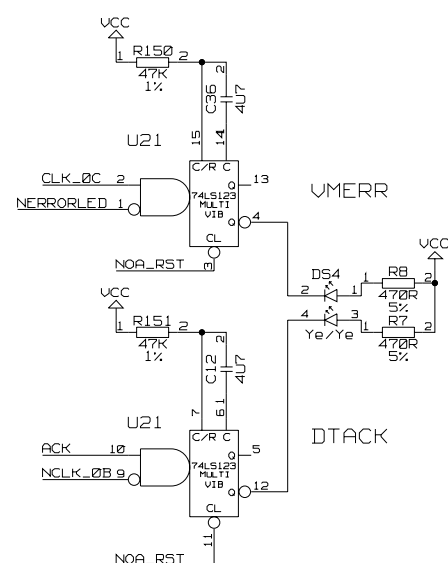 VCC
1 R150 2
47K
1%
2
C36
4U7
15
14
U21
C/R C
CLK_0C 2
Q 13
74LS123
MULTI
VIB
NERRORLED 1
Q 4
CL
3
NOA_RST
VMERR
VCC
DS4
1 R8 2
470R
5%
2 1
4 3
Ye/Ye
1 R7 2
470R
5%
VCC
1 R151 2
47K
1%
2
C12
4U7
7
6 1
U21
DTACK
C/R C
ACK 10
Q 5
74LS123
MULTI
VIB
NCLK_0B 9
Q 12
CL
11
NOA_RST